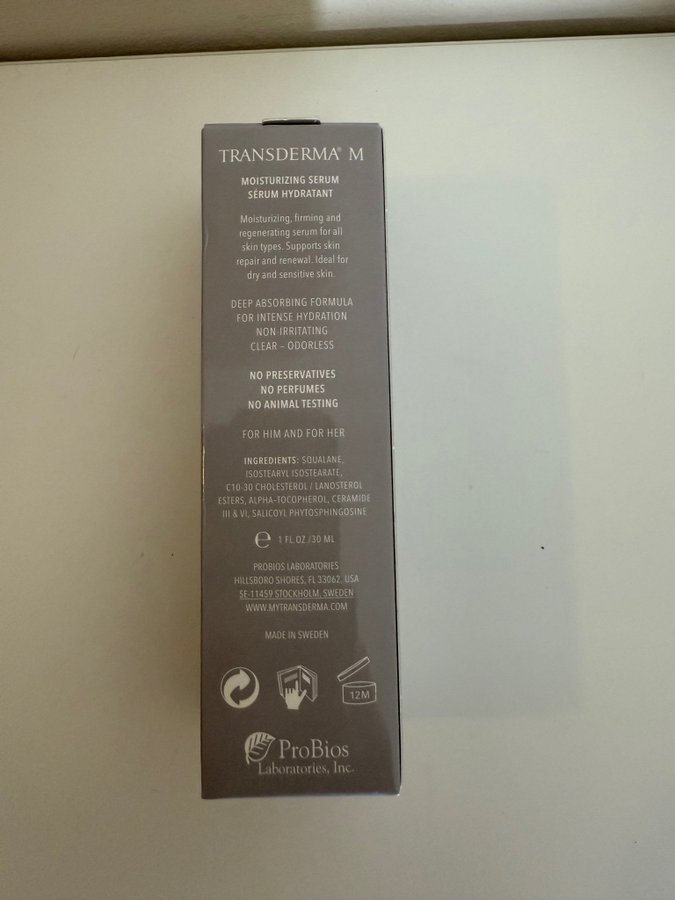 TRANSDERMA® M
MOISTURIZING SERUM
SÉRUM HYDRATANT
Moisturizing, firming and
regenerating serum for all
skin types. Supports skin
repair and renewal. Ideal for
dry and sensitive skin.
DEEP ABSORBING FORMULA
FOR INTENSE HYDRATION
NON-IRRITATING
CLEAR – ODORLESS
NO PRESERVATIVES
NO PERFUMES
NO ANIMAL TESTING
FOR HIM AND FOR HER
INGREDIENTS: SQUALANE,
ISOSTEARYL ISOSTEARATE,
C10-30 CHOLESTEROL / LANOSTEROL
ESTERS, ALPHA-TOCOPHEROL, CERAMIDE
III & VI, SALICOYL PHYTOSPHINGOSINE
℮ 1 FL OZ /30 ML
PROBIOS LABORATORIES
HILLSBORO SHORES, FL 33062. USA
SE-11459 STOCKHOLM, SWEDEN
WWW.MYTRANSDERMA.COM
MADE IN SWEDEN
12M
ProBios
Laboratories, Inc.